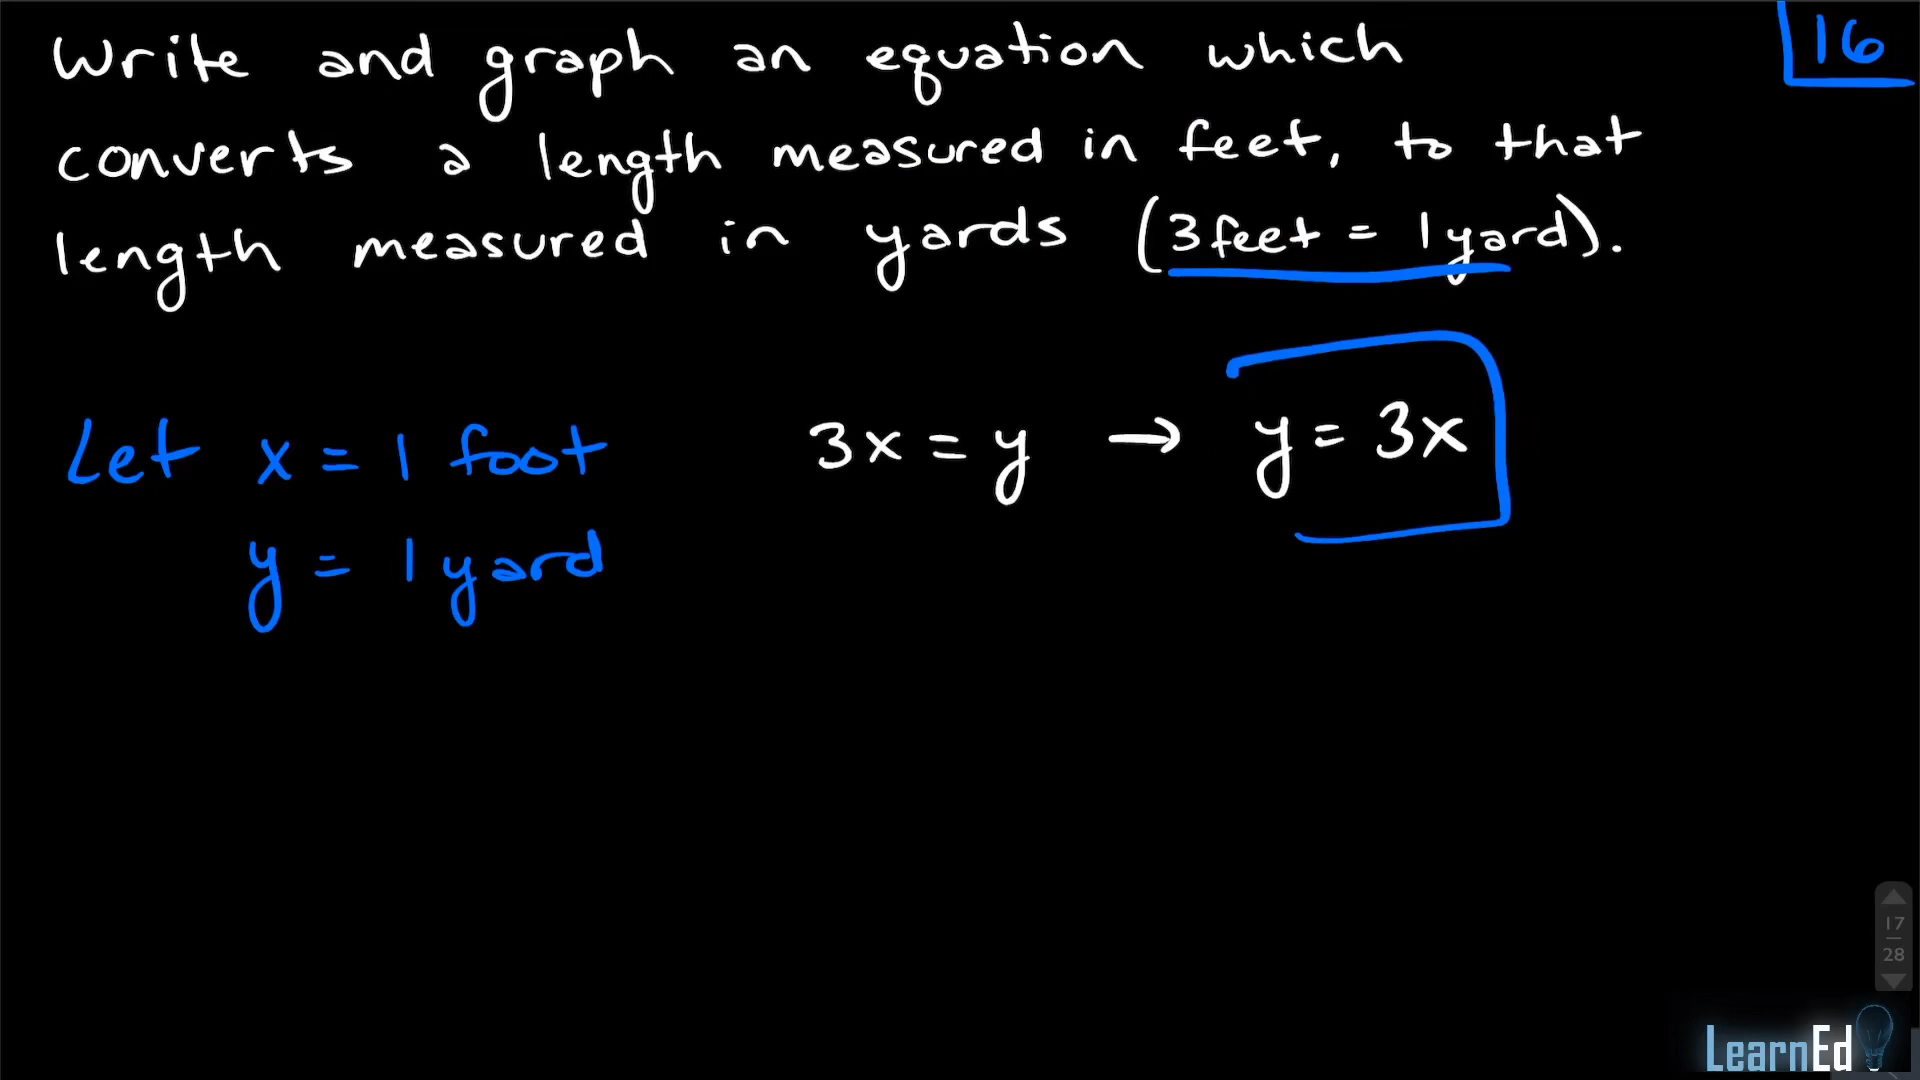 Write and graph an equation which
16
converts a length measured in feet, to that
length measured in yards (3 feet = 1 yard).
Let x = 1 foot
3x = y → y = 3x
y = 1 yard
17
28
LearnEd